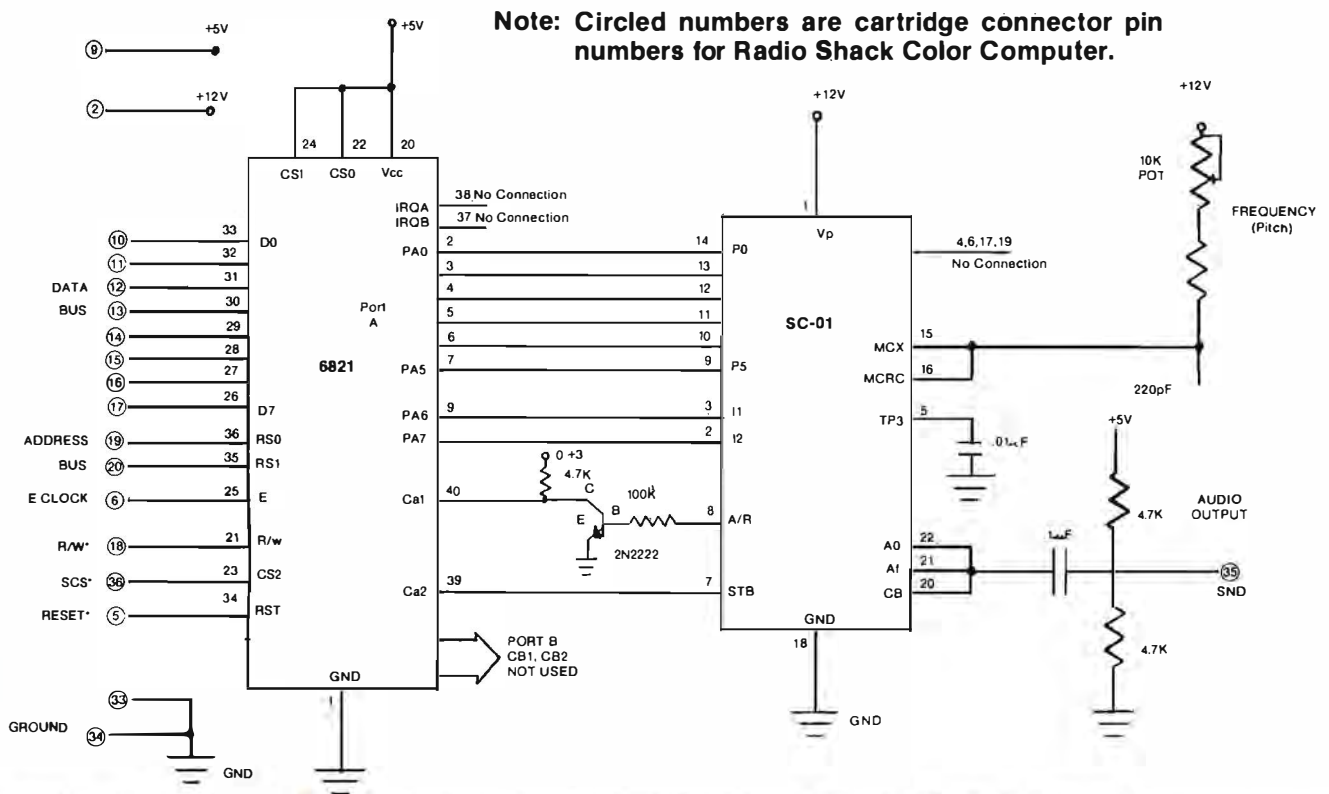 Note: Circled numbers are cartridge connector pin
numbers for Radio Shack Color Computer.
9
+5V
2
+12V
+5V
24
22
20
CS1
CS0
Vcc
IRQA
38 No Connection
IRQB
37 No Connection
10
33
D0
11
32
DATA
12
31
BUS
13
30
14
29
15
28
16
27
17
26
D7
ADDRESS
19
36
RS0
BUS
20
35
RS1
E CLOCK
6
25
E
R/W*
18
21
R/w
SCS*
36
23
CS2
RESET*
5
34
RST
Port
A
6821
PA0
2
3
4
5
6
PA5
7
PA6
9
PA7
Ca1
40
Ca2
39
PORT B
CB1, CB2
NOT USED
GND
1
GROUND
33
34
GND
0 +3
4.7K
C
B
E
100K
2N2222
+12V
1
Vp
14
P0
13
12
11
10
9
P5
3
I1
2
I2
8
A/R
7
STB
SC-01
4,6,17,19
No Connection
MCX
15
MCRC
16
TP3
5
.01µF
A0
22
Af
21
CB
20
GND
18
GND
+12V
10K
POT
FREQUENCY
(Pitch)
220pF
+5V
4.7K
1µF
AUDIO
OUTPUT
35
SND
4.7K